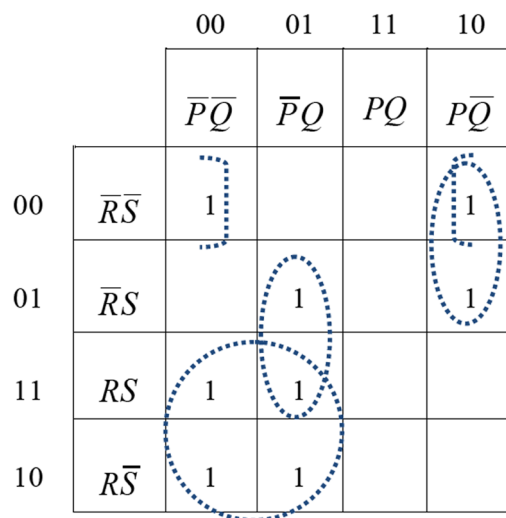 00 01 11 10
P̅Q̅ P̅Q PQ PQ̅
00 R̅S̅ 1 1
01 R̅S 1 1
11 RS 1 1
10 RS̅ 1 1